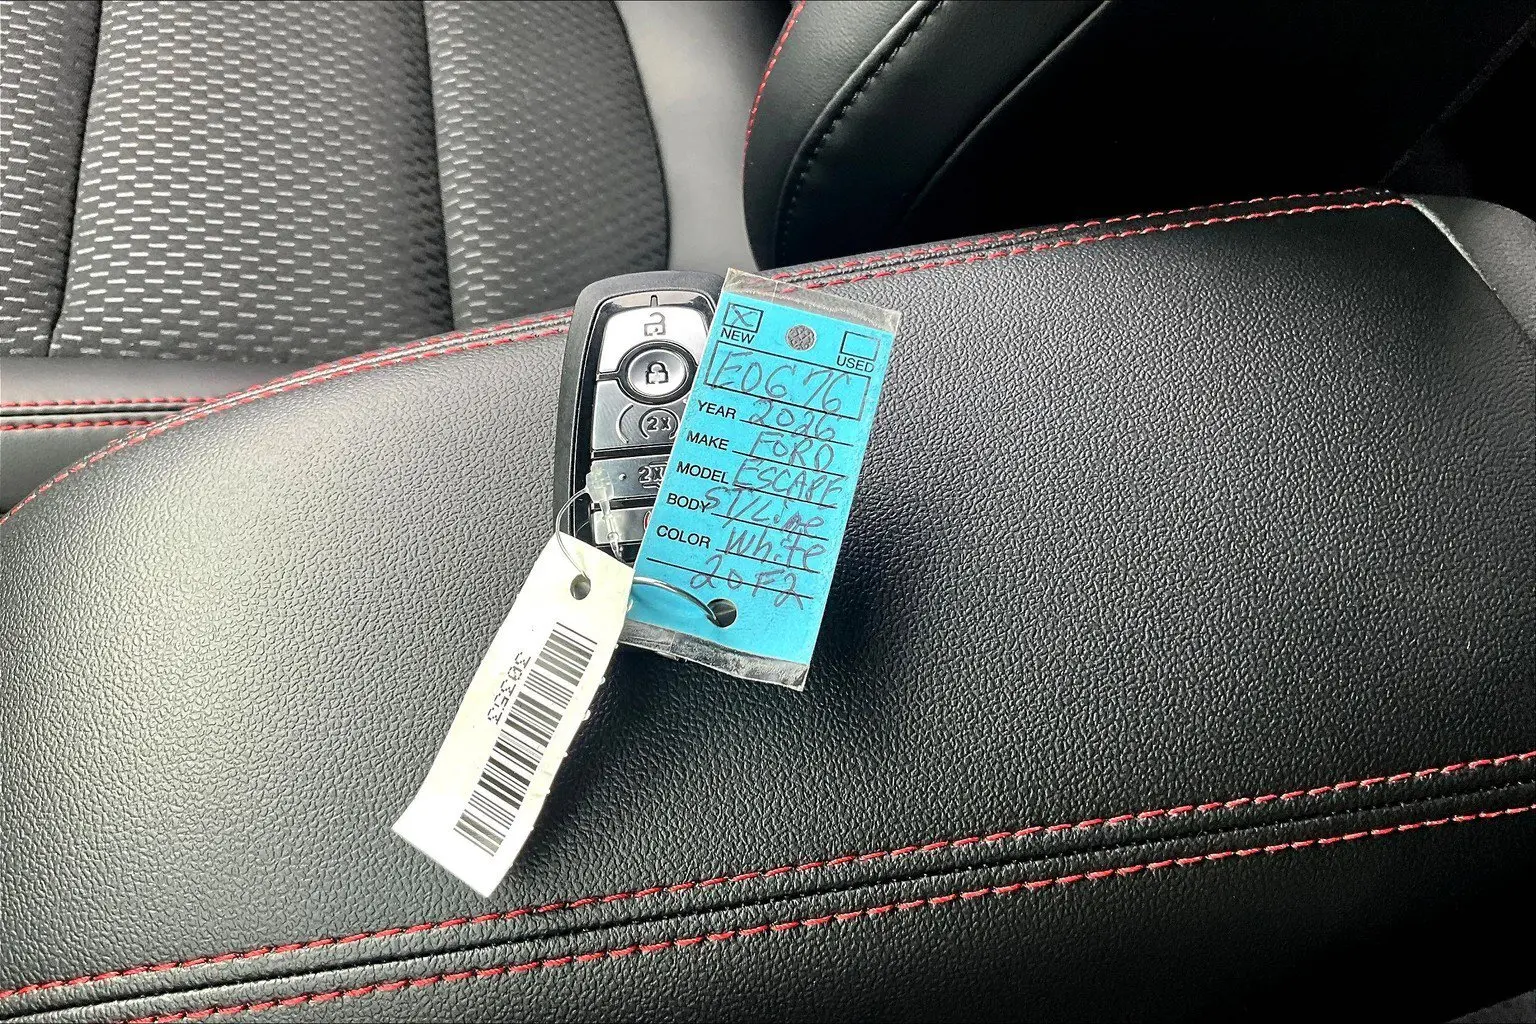 NEW
USED
E0676
YEAR 2026
MAKE FORD
MODEL ESCAPE
BODY ST/Line
COLOR White
2 OF 2
2X
2X
30353